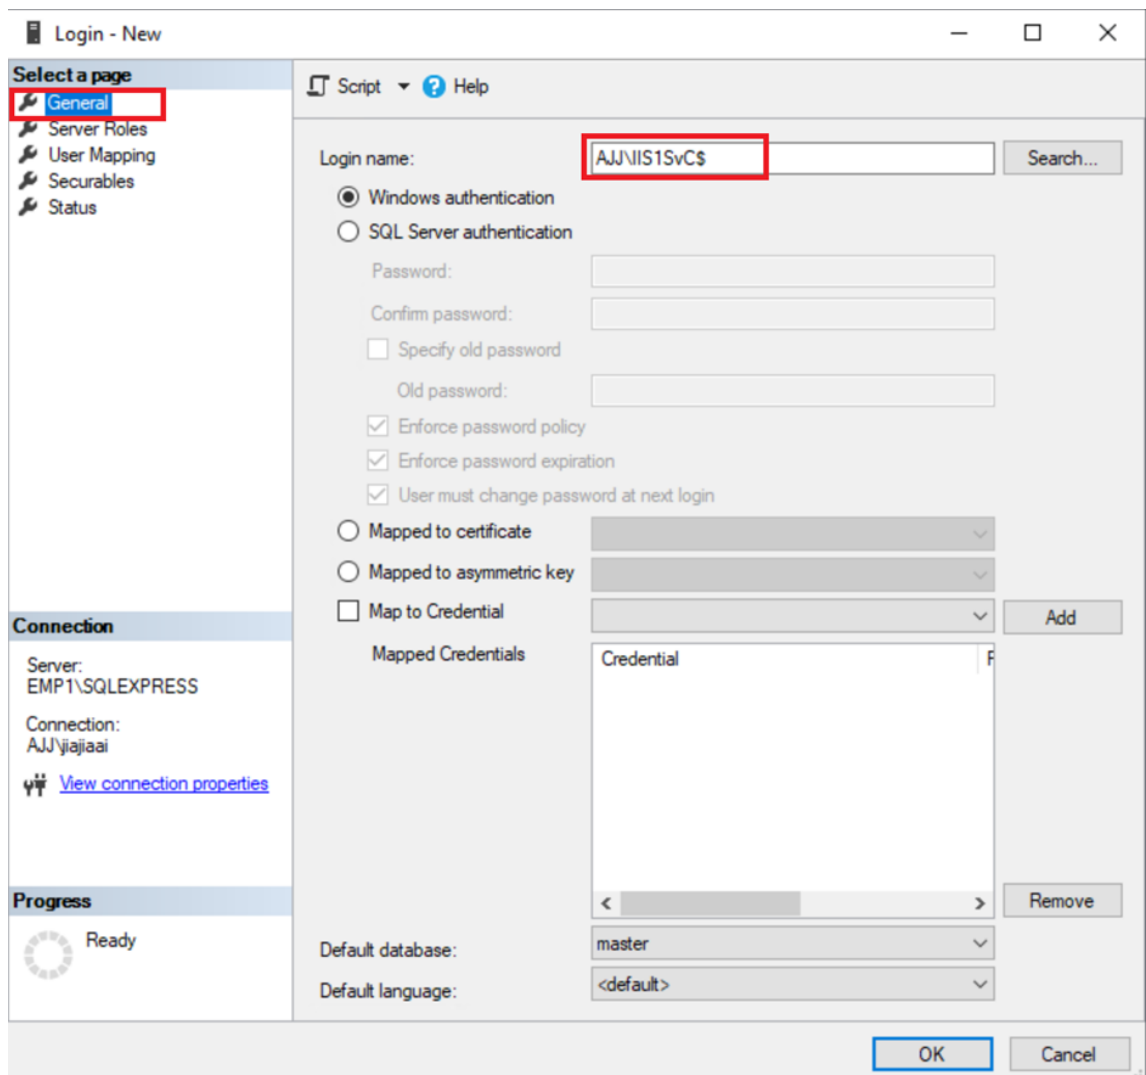 Login - New
Select a page
General
Server Roles
User Mapping
Securables
Status
Connection
Server:
EMP1\SQLEXPRESS
Connection:
AJJ\jiajiaai
View connection properties
Progress
Ready
Script
Help
Login name:
AJJ\IIS1SvC$
Search...
Windows authentication
SQL Server authentication
Password:
Confirm password:
Specify old password
Old password:
Enforce password policy
Enforce password expiration
User must change password at next login
Mapped to certificate
Mapped to asymmetric key
Map to Credential
Add
Mapped Credentials
Credential
Remove
Default database:
master
Default language:
<default>
OK
Cancel